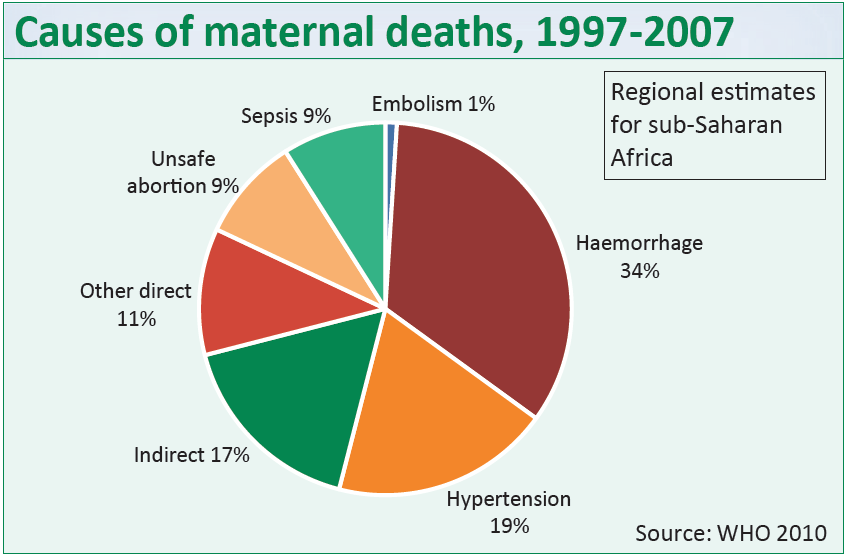 Causes of maternal deaths, 1997-2007
Regional estimates
for sub-Saharan
Africa
Embolism 1%
Haemorrhage
34%
Hypertension
19%
Indirect 17%
Other direct
11%
Unsafe
abortion 9%
Sepsis 9%
Source: WHO 2010